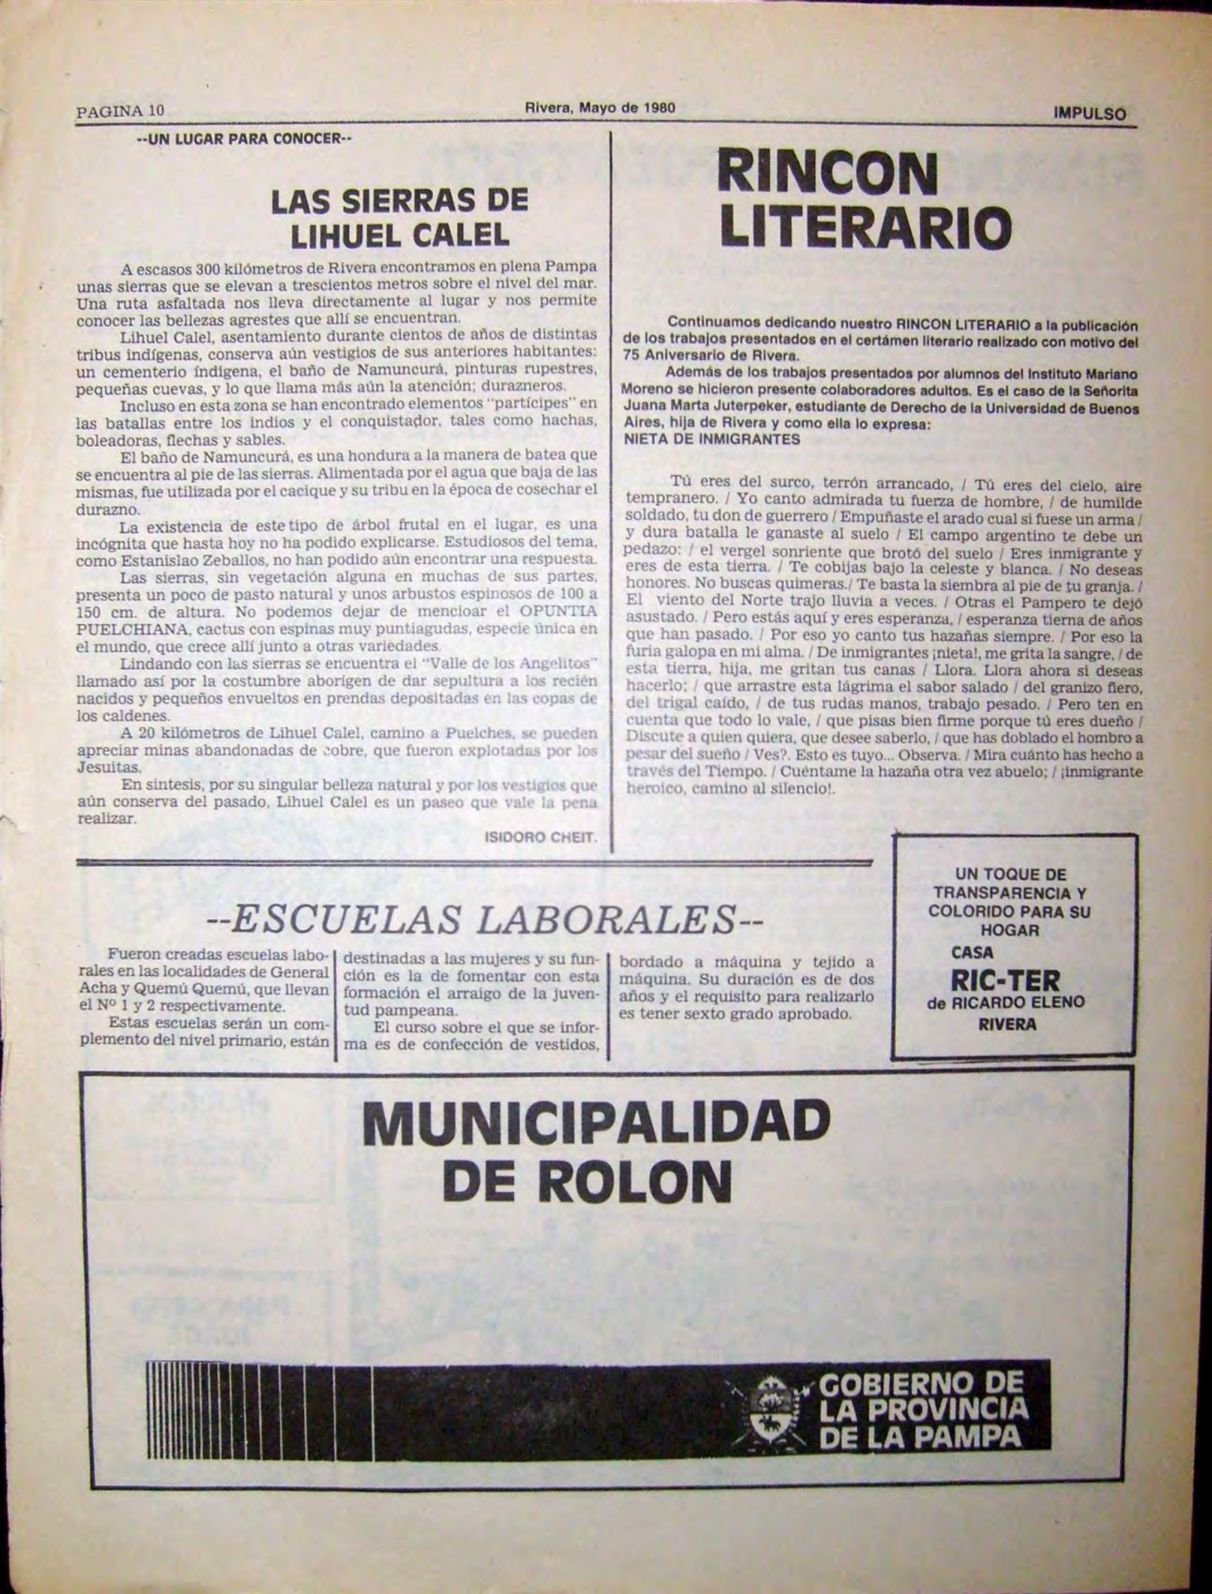 PAGINA 10
Rivera, Mayo de 1980
IMPULSO
--UN LUGAR PARA CONOCER--
LAS SIERRAS DE
LIHUEL CALEL
A escasos 300 kilómetros de Rivera encontramos en plena Pampa
unas sierras que se elevan a trescientos metros sobre el nivel del mar.
Una ruta asfaltada nos lleva directamente al lugar y nos permite
conocer las bellezas agrestes que allí se encuentran.
Lihuel Calel, asentamiento durante cientos de años de distintas
tribus indígenas, conserva aún vestigios de sus anteriores habitantes:
un cementerio indígena, el baño de Namuncurá, pinturas rupestres,
pequeñas cuevas, y lo que llama más aún la atención; durazneros.
Incluso en esta zona se han encontrado elementos "partícipes" en
las batallas entre los indios y el conquistador, tales como hachas,
boleadoras, flechas y sables.
El baño de Namuncurá, es una hondura a la manera de batea que
se encuentra al pie de las sierras. Alimentada por el agua que baja de las
mismas, fue utilizada por el cacique y su tribu en la época de cosechar el
durazno.
La existencia de este tipo de árbol frutal en el lugar, es una
incógnita que hasta hoy no ha podido explicarse. Estudiosos del tema,
como Estanislao Zeballos, no han podido aún encontrar una respuesta.
Las sierras, sin vegetación alguna en muchas de sus partes,
presenta un poco de pasto natural y unos arbustos espinosos de 100 a
150 cm. de altura. No podemos dejar de mencioar el OPUNTIA
PUELCHIANA, cactus con espinas muy puntiagudas, especie única en
el mundo, que crece allí junto a otras variedades.
Lindando con las sierras se encuentra el "Valle de los Angelitos"
llamado así por la costumbre aborigen de dar sepultura a los recién
nacidos y pequeños envueltos en prendas depositadas en las copas de
los caldenes.
A 20 kilómetros de Lihuel Calel, camino a Puelches, se pueden
apreciar minas abandonadas de cobre, que fueron explotadas por los
Jesuitas.
En síntesis, por su singular belleza natural y por los vestigios que
aún conserva del pasado, Lihuel Calel es un paseo que vale la pena
realizar.
ISIDORO CHEIT.
RINCON
LITERARIO
Continuamos dedicando nuestro RINCON LITERARIO a la publicación
de los trabajos presentados en el certámen literario realizado con motivo del
75 Aniversario de Rivera.
Además de los trabajos presentados por alumnos del Instituto Mariano
Moreno se hicieron presente colaboradores adultos. Es el caso de la Señorita
Juana Marta Juterpeker, estudiante de Derecho de la Universidad de Buenos
Aires, hija de Rivera y como ella lo expresa:
NIETA DE INMIGRANTES
Tú eres del surco, terrón arrancado, / Tú eres del cielo, aire
tempranero. / Yo canto admirada tu fuerza de hombre, / de humilde
soldado, tu don de guerrero / Empuñaste el arado cual si fuese un arma /
y dura batalla le ganaste al suelo / El campo argentino te debe un
pedazo: / el vergel sonriente que brotó del suelo / Eres inmigrante y
eres de esta tierra. / Te cobijas bajo la celeste y blanca. / No deseas
honores. No buscas quimeras./ Te basta la siembra al pie de tu granja. /
El viento del Norte trajo lluvia a veces. / Otras el Pampero te dejó
asustado. / Pero estás aquí y eres esperanza, / esperanza tierna de años
que han pasado. / Por eso yo canto tus hazañas siempre. / Por eso la
furia galopa en mi alma. / De inmigrantes ¡nieta!, me grita la sangre, / de
esta tierra, hija, me gritan tus canas / Llora. Llora ahora si deseas
hacerlo; / que arrastre esta lágrima el sabor salado / del granizo fiero,
del trigal caído, / de tus rudas manos, trabajo pesado. / Pero ten en
cuenta que todo lo vale, / que pisas bien firme porque tú eres dueño /
Discute a quien quiera, que desee saberlo, / que has doblado el hombro a
pesar del sueño / Ves?. Esto es tuyo... Observa. / Mira cuánto has hecho a
través del Tiempo. / Cuéntame la hazaña otra vez abuelo; / ¡inmigrante
heroico, camino al silencio!.
--ESCUELAS LABORALES--
Fueron creadas escuelas labo-
rales en las localidades de General
Acha y Quemú Quemú, que llevan
el Nº 1 y 2 respectivamente.
Estas escuelas serán un com-
plemento del nivel primario, están
destinadas a las mujeres y su fun-
ción es la de fomentar con esta
formación el arraigo de la juven-
tud pampeana.
El curso sobre el que se infor-
ma es de confección de vestidos,
bordado a máquina y tejido a
máquina. Su duración es de dos
años y el requisito para realizarlo
es tener sexto grado aprobado.
UN TOQUE DE
TRANSPARENCIA Y
COLORIDO PARA SU
HOGAR
CASA
RIC-TER
de RICARDO ELENO
RIVERA
MUNICIPALIDAD
DE ROLON
GOBIERNO DE
LA PROVINCIA
DE LA PAMPA